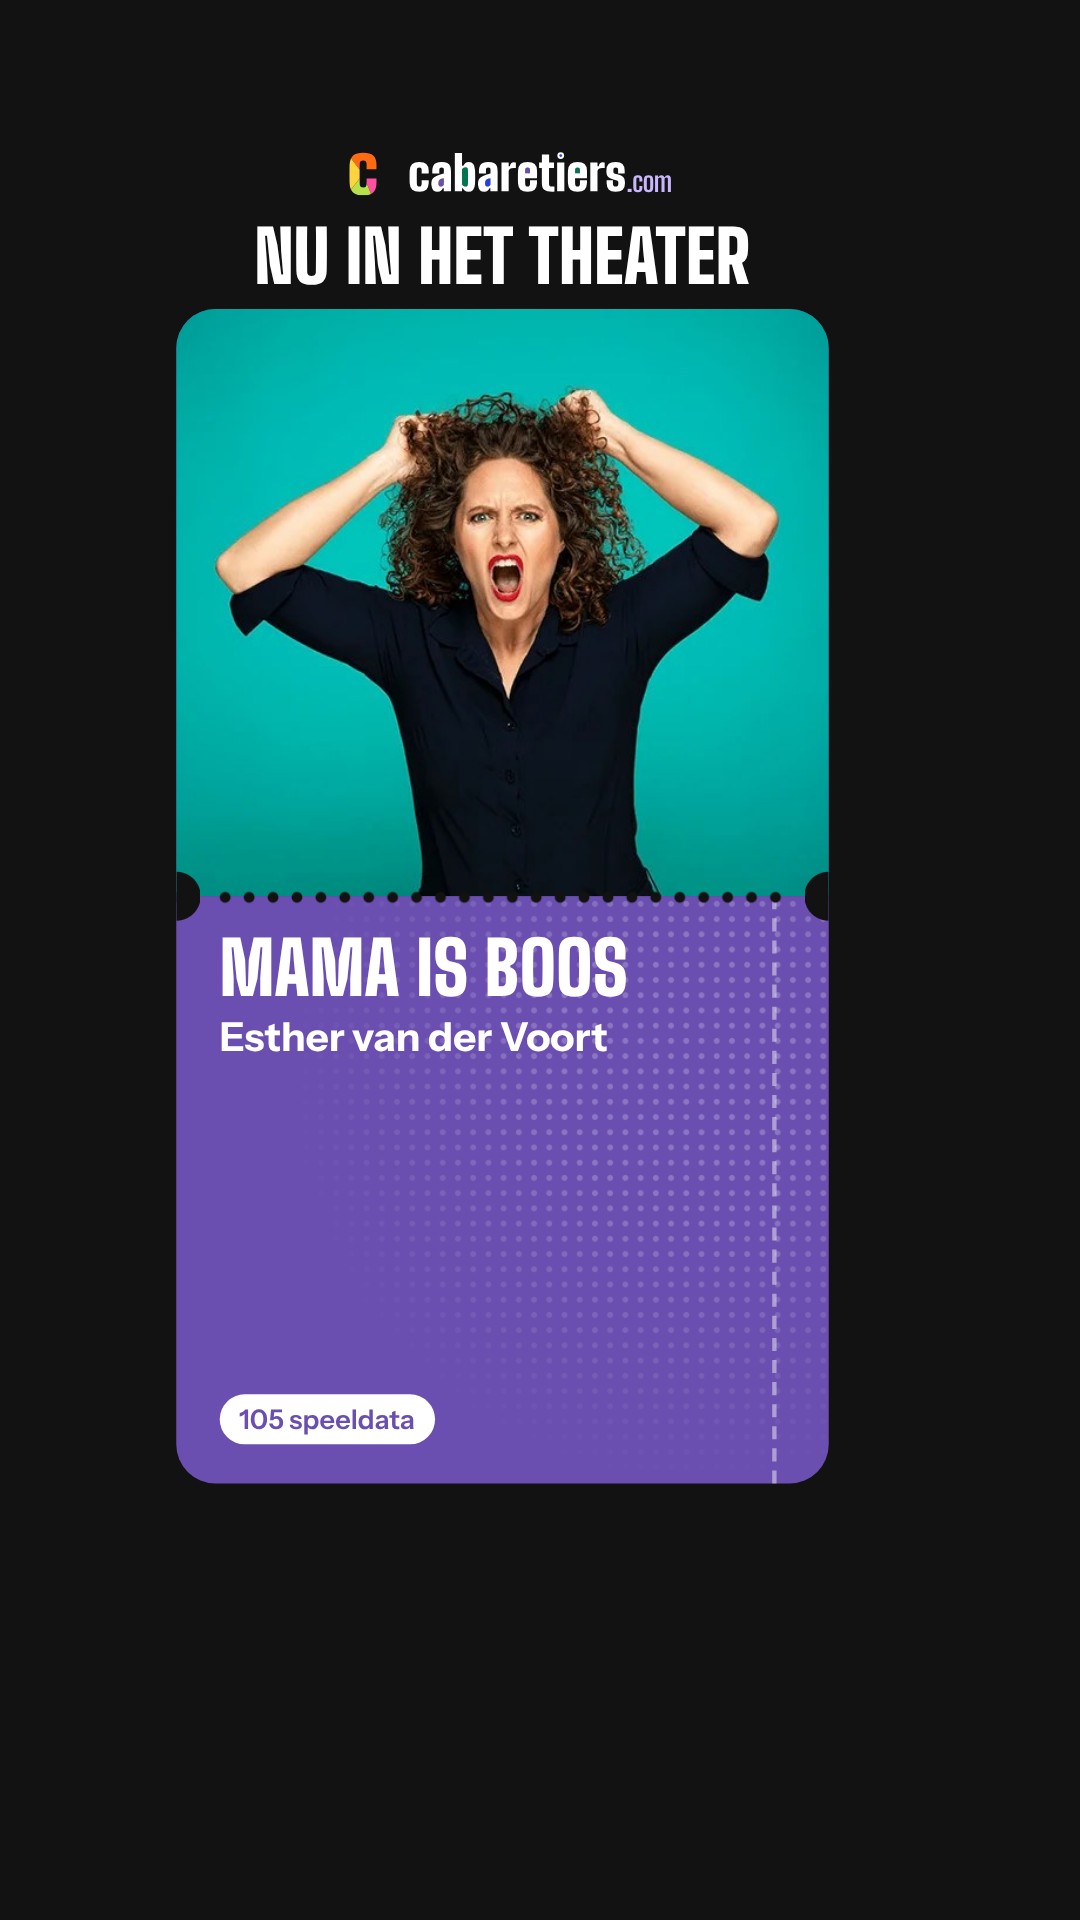 C cabaretiers.com
NU IN HET THEATER
MAMA IS BOOS
Esther van der Voort
105 speeldata